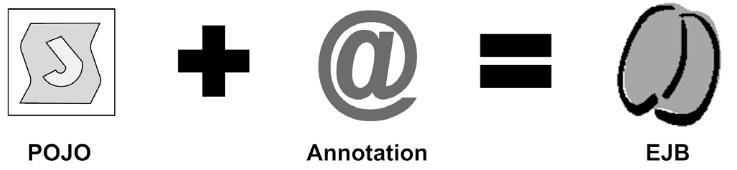 J + @ =
POJO Annotation EJB